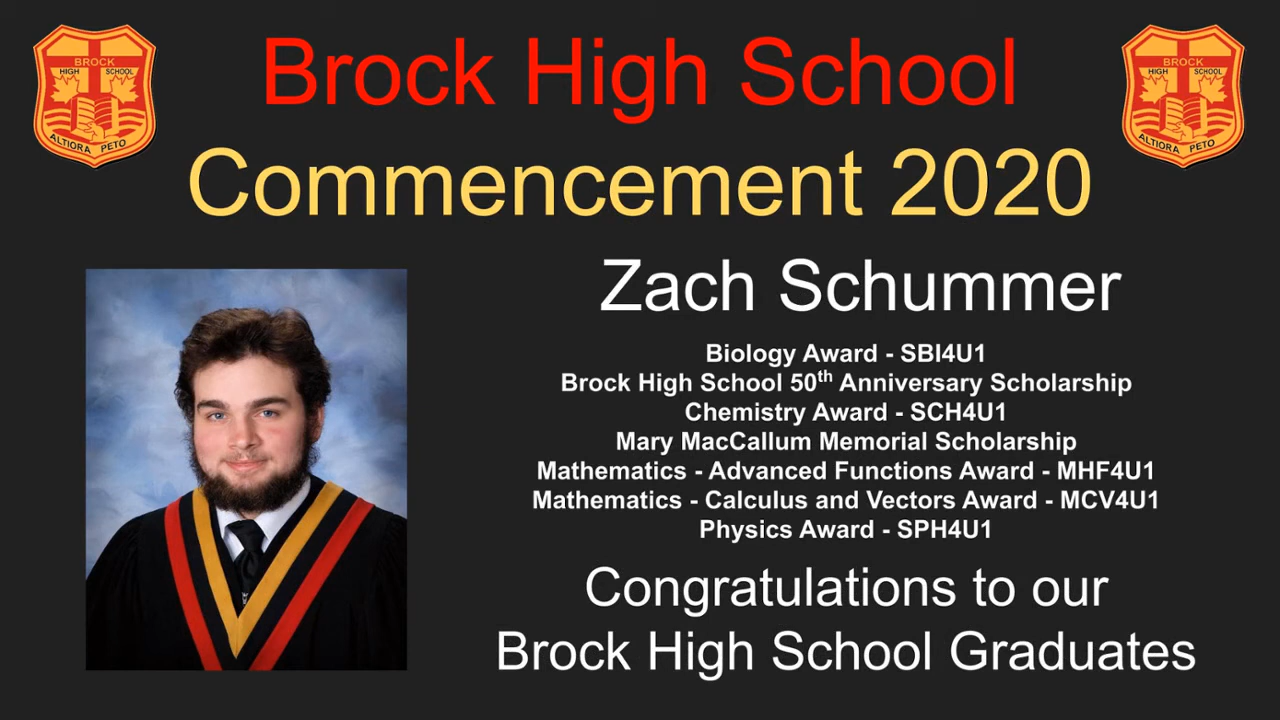 BROCK
HIGH SCHOOL
ALTIORA PETO
Brock High School
BROCK
HIGH SCHOOL
ALTIORA PETO
Commencement 2020
Zach Schummer
Biology Award - SBI4U1
Brock High School 50th Anniversary Scholarship
Chemistry Award - SCH4U1
Mary MacCallum Memorial Scholarship
Mathematics - Advanced Functions Award - MHF4U1
Mathematics - Calculus and Vectors Award - MCV4U1
Physics Award - SPH4U1
Congratulations to our
Brock High School Graduates